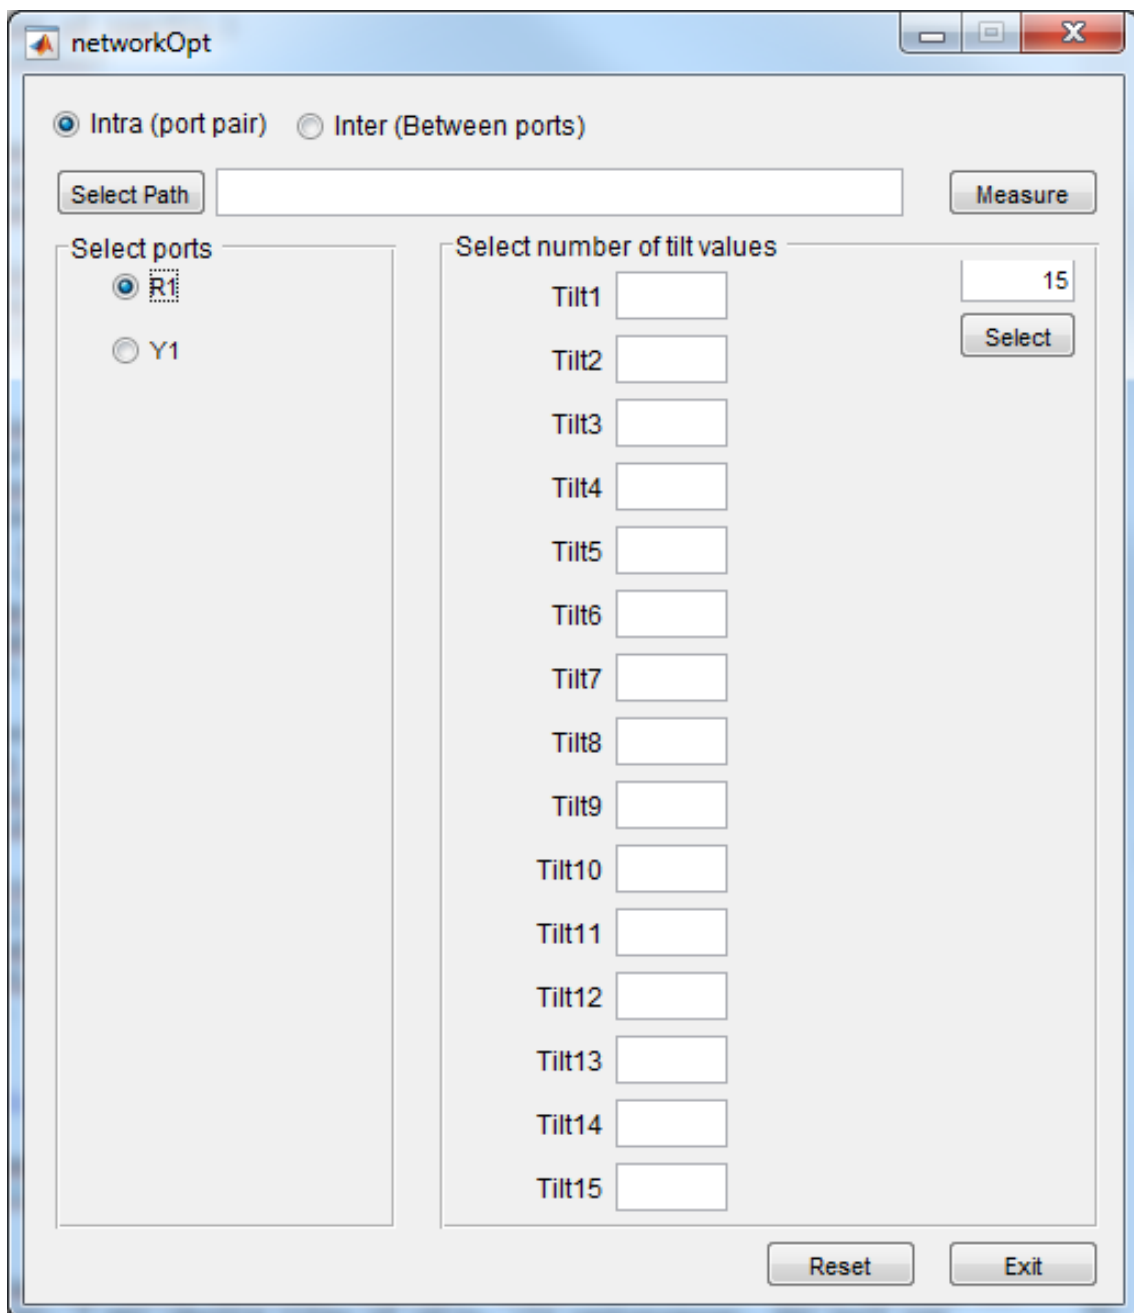 networkOpt
Intra (port pair) Inter (Between ports)
Select Path Measure
Select ports
R1
Y1
Select number of tilt values
15
Select
Tilt1
Tilt2
Tilt3
Tilt4
Tilt5
Tilt6
Tilt7
Tilt8
Tilt9
Tilt10
Tilt11
Tilt12
Tilt13
Tilt14
Tilt15
Reset Exit